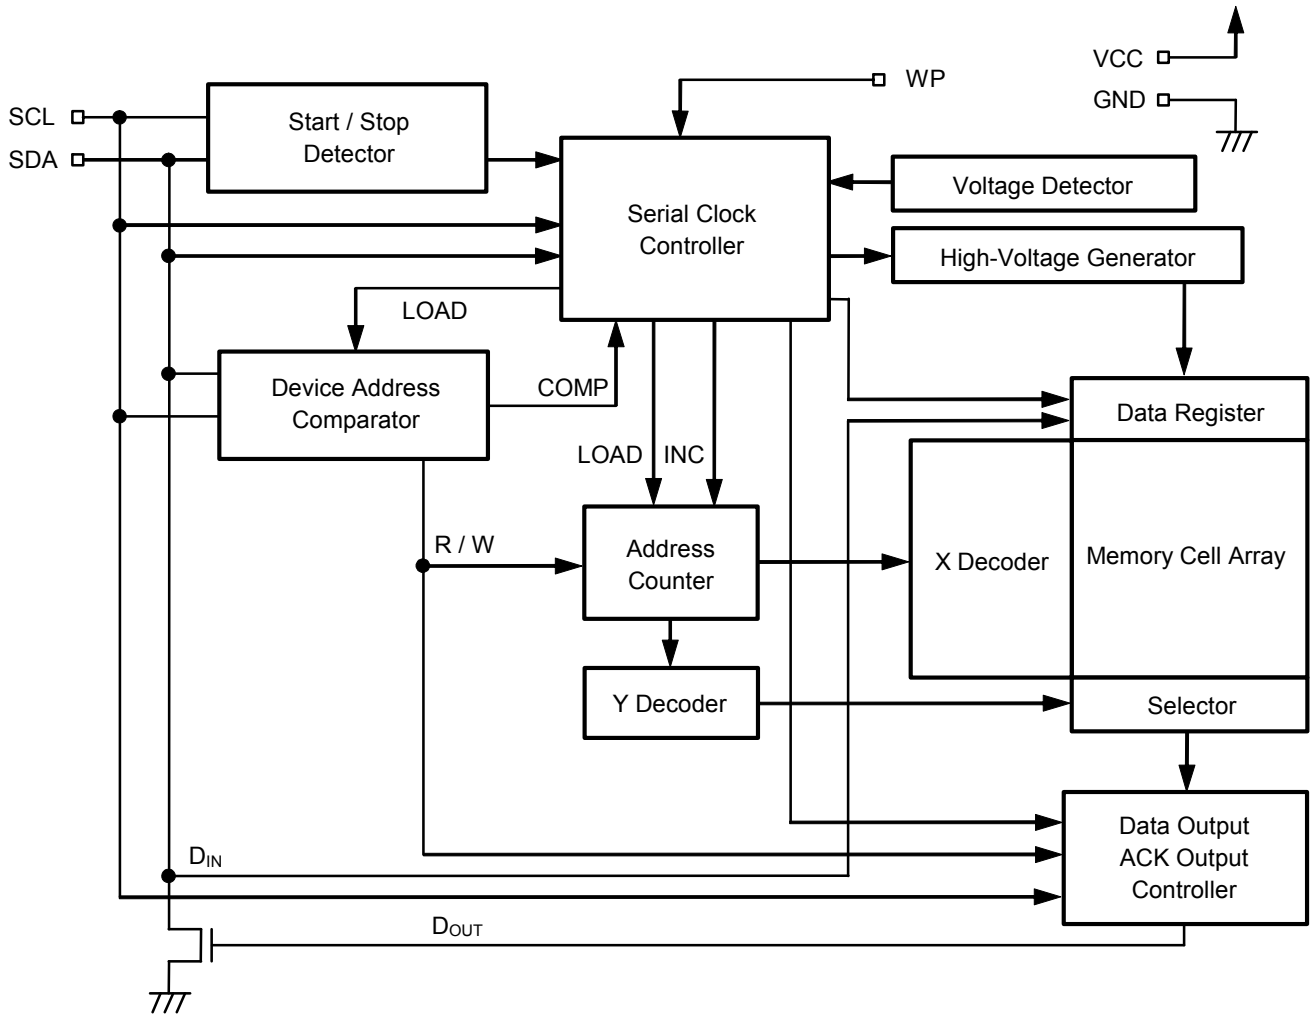 VCC
GND
WP
SCL
SDA
Start / Stop
Detector
Serial Clock
Controller
Voltage Detector
High-Voltage Generator
LOAD
Device Address
Comparator
COMP
LOAD
INC
Data Register
R / W
Address
Counter
X Decoder
Memory Cell Array
Y Decoder
Selector
Data Output
ACK Output
Controller
DIN
DOUT